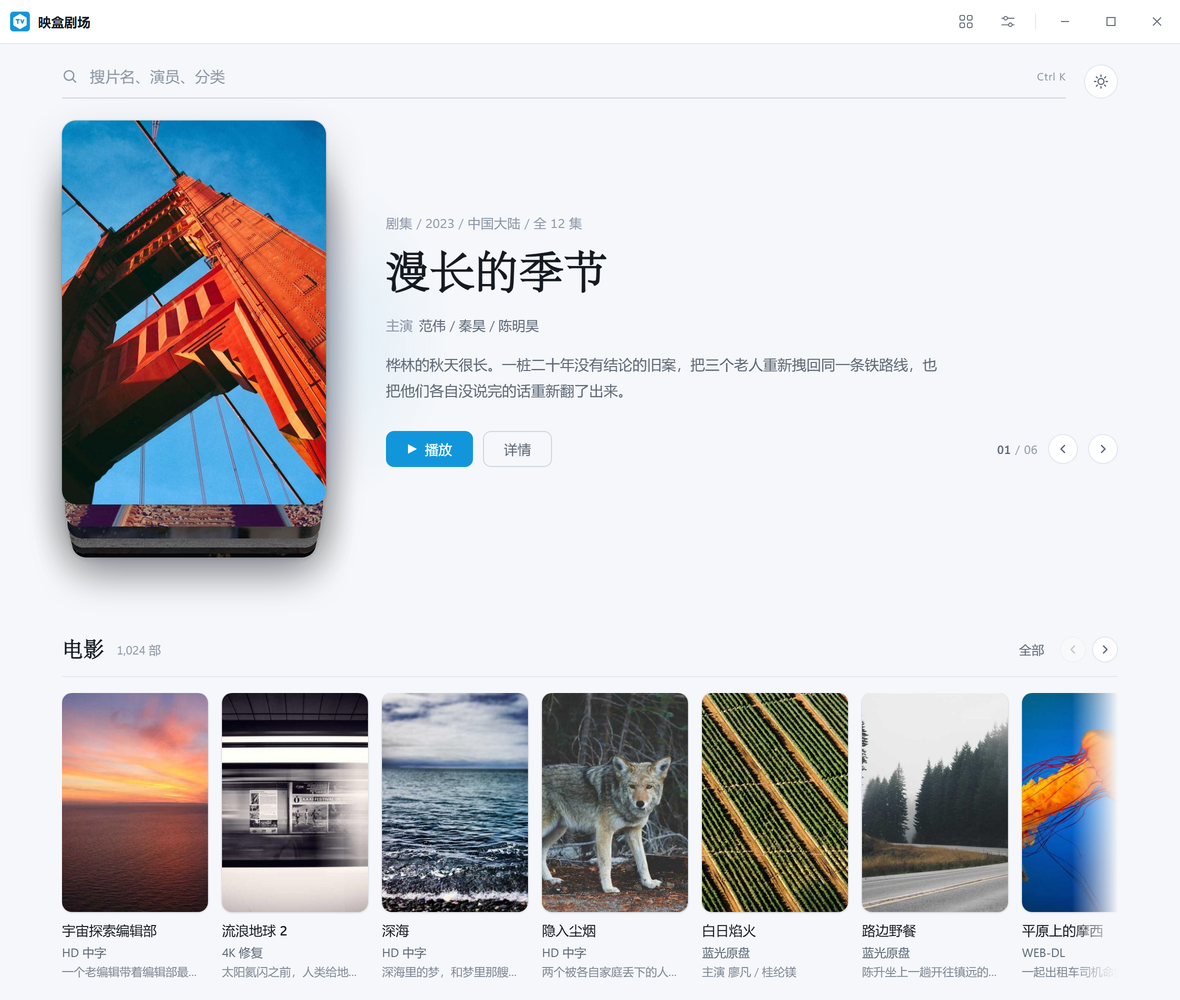 映盒剧场
搜片名、演员、分类
Ctrl K
剧集 / 2023 / 中国大陆 / 全 12 集
漫长的季节
主演 范伟 / 秦昊 / 陈明昊
桦林的秋天很长。一桩二十年没有结论的旧案，把三个老人重新拽回同一条铁路线，也
把他们各自没说完的话重新翻了出来。
播放
详情
01 / 06
电影
1,024 部
全部
宇宙探索编辑部
HD 中字
一个老编辑带着编辑部最...
流浪地球 2
4K 修复
太阳氦闪之前，人类给地...
深海
HD 中字
深海里的梦，和梦里那艘...
隐入尘烟
HD 中字
两个被各自家庭丢下的人...
白日焰火
蓝光原盘
主演 廖凡 / 桂纶镁
路边野餐
蓝光原盘
陈升坐上一趟开往镇远的...
平原上的摩西
WEB-DL
一起出租车司机命